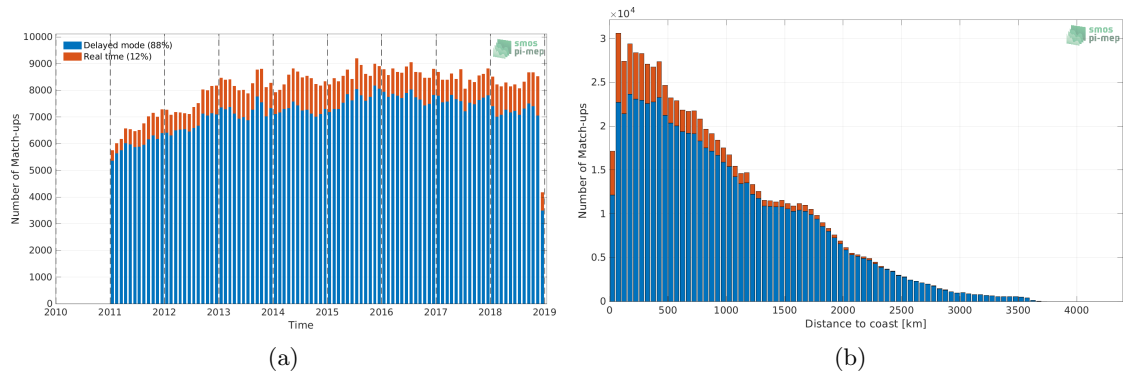 10000
9000
8000
7000
6000
5000
4000
3000
2000
1000
0
Number of Match-ups
Delayed mode (88%)
Real time (12%)
smos
pi-mep
2010 2011 2012 2013 2014 2015 2016 2017 2018 2019
Time
(a)
×10⁴
3
2.5
2
1.5
1
0.5
0
Number of Match-ups
smos
pi-mep
0 500 1000 1500 2000 2500 3000 3500 4000
Distance to coast [km]
(b)